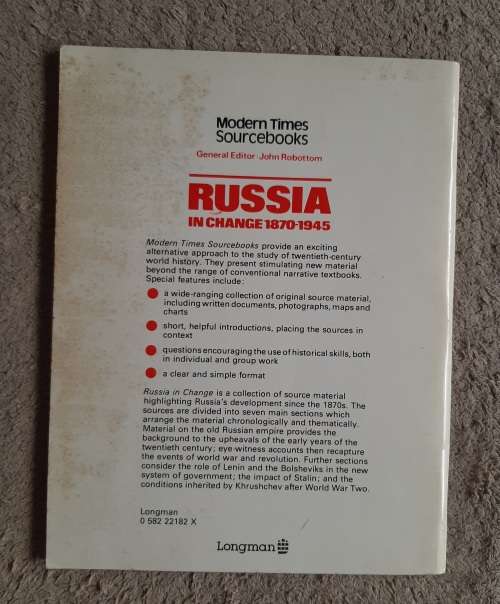 Modern Times
Sourcebooks
General Editor · John Robottom
RUSSIA
IN CHANGE 1870-1945
Modern Times Sourcebooks provide an exciting
alternative approach to the study of twentieth-century
world history. They present stimulating new material
beyond the range of conventional narrative textbooks.
Special features include:
a wide-ranging collection of original source material,
including written documents, photographs, maps and
charts
short, helpful introductions, placing the sources in
context
questions encouraging the use of historical skills, both
in individual and group work
a clear and simple format
Russia in Change is a collection of source material
highlighting Russia's development since the 1870s. The
sources are divided into seven main sections which
arrange the material chronologically and thematically.
Material on the old Russian empire provides the
background to the upheavals of the early years of the
twentieth century; eye witness accounts then recapture
the events of world war and revolution. Further sections
consider the role of Lenin and the Bolsheviks in the new
system of government; the impact of Stalin; and the
conditions inherited by Khrushchev after World War Two.
Longman
0 582 22182 X
Longman